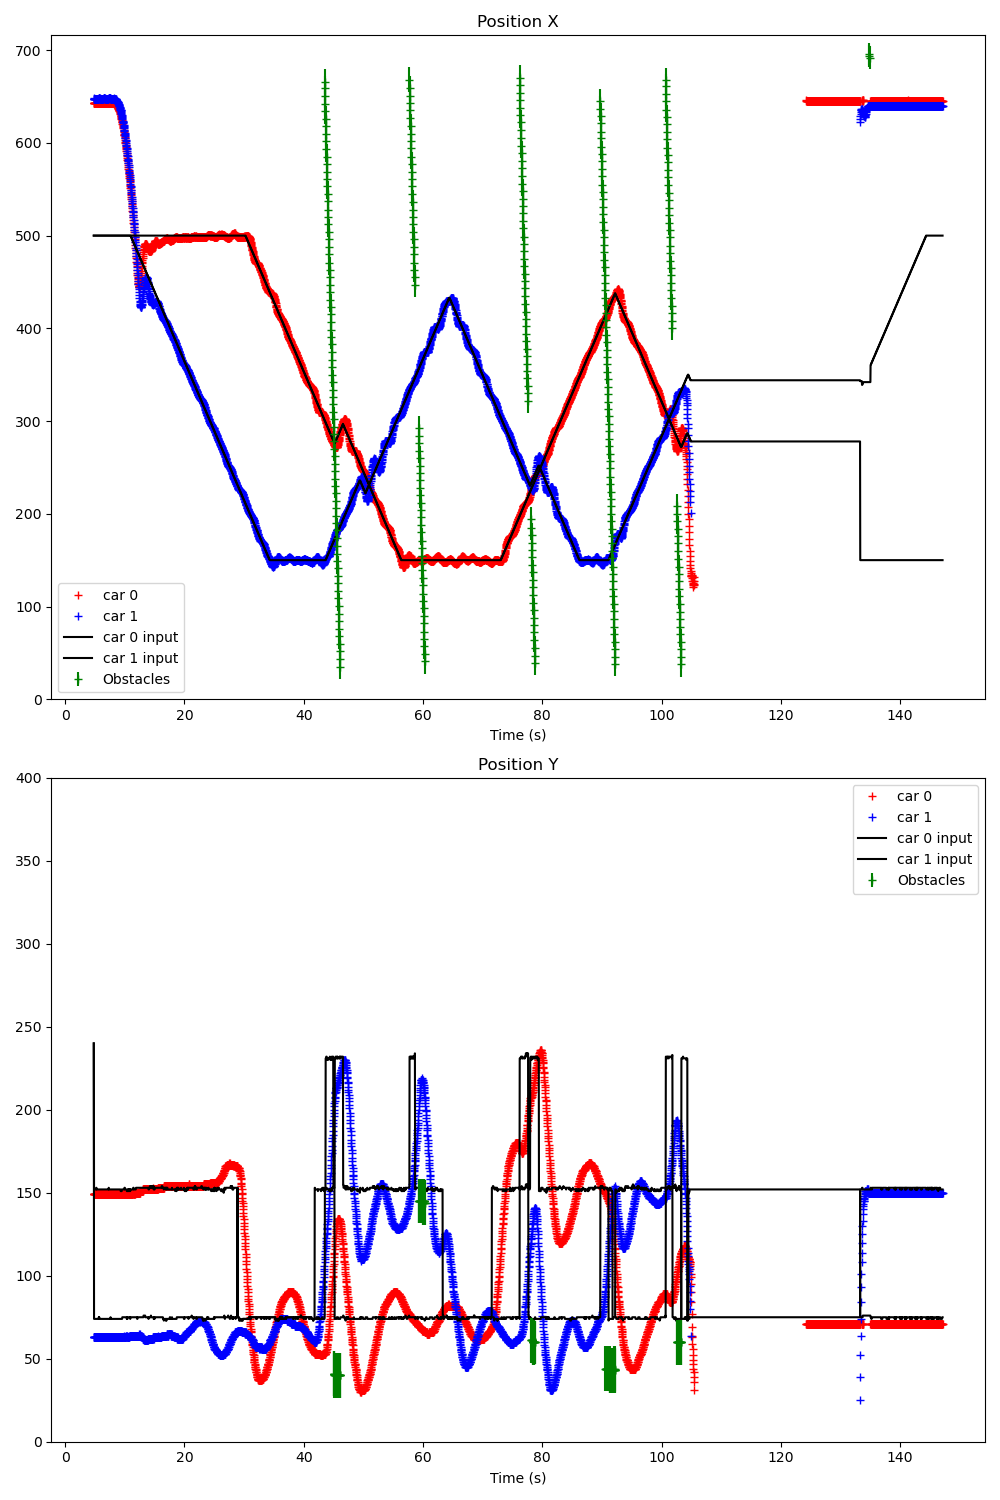 Position X
700
600
500
400
300
200
100
0
car 0
car 1
car 0 input
car 1 input
Obstacles
0 20 40 60 80 100 120 140
Time (s)
Position Y
400
350
300
250
200
150
100
50
0
car 0
car 1
car 0 input
car 1 input
Obstacles
0 20 40 60 80 100 120 140
Time (s)